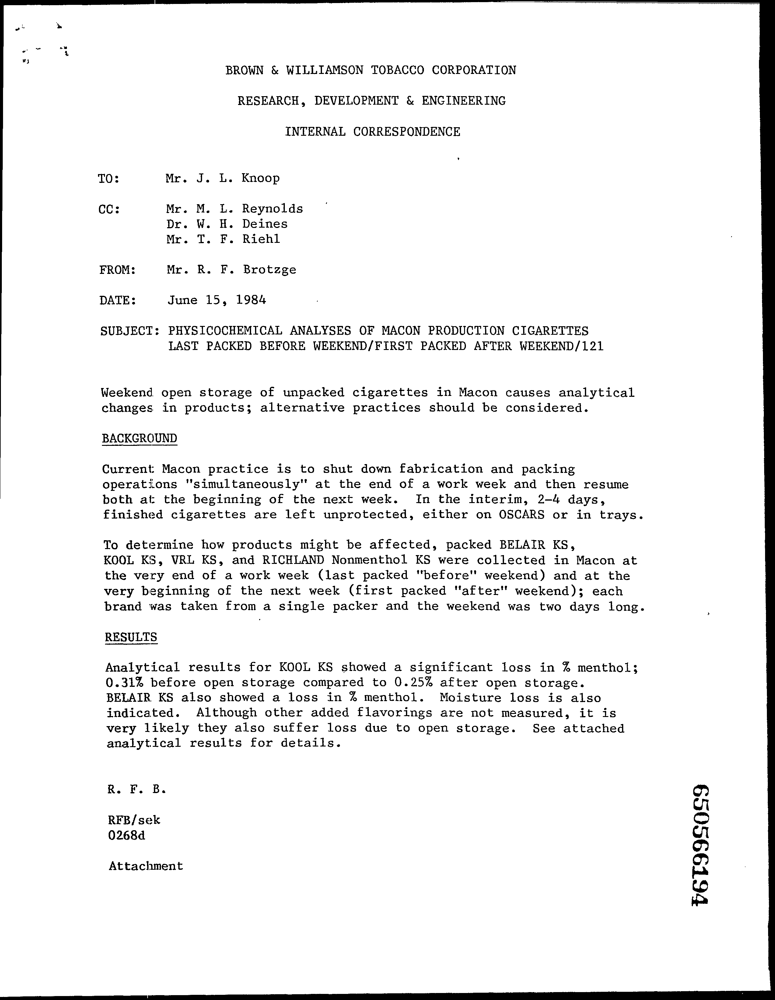 BROWN & WILLIAMSON TOBACCO CORPORATION
RESEARCH, DEVELOPMENT & ENGINEERING
INTERNAL CORRESPONDENCE
TO: Mr. J. L. Knoop
CC: Mr. M. L. Reynolds
Dr. W. H. Deines
Mr. T. F. Riehl
FROM: Mr. R. F. Brotzge
DATE: June 15, 1984
SUBJECT: PHYSICOCHEMICAL ANALYSES OF MACON PRODUCTION CIGARETTES
LAST PACKED BEFORE WEEKEND/FIRST PACKED AFTER WEEKEND/121
Weekend open storage of unpacked cigarettes in Macon causes analytical
changes in products; alternative practices should be considered.
BACKGROUND
Current Macon practice is to shut down fabrication and packing
operations "simultaneously" at the end of a work week and then resume
both at the beginning of the next week. In the interim, 2-4 days,
finished cigarettes are left unprotected, either on OSCARS or in trays.
To determine how products might be affected, packed BELAIR KS,
KOOL KS, VRL KS, and RICHLAND Nonmenthol KS were collected in Macon at
the very end of a work week (last packed "before" weekend) and at the
very beginning of the next week (first packed "after" weekend); each
brand was taken from a single packer and the weekend was two days long.
RESULTS
Analytical results for KOOL KS showed a significant loss in % menthol;
0.31% before open storage compared to 0.25% after open storage.
BELAIR KS also showed a loss in % menthol. Moisture loss is also
indicated. Although other added flavorings are not measured, it is
very likely they also suffer loss due to open storage. See attached
analytical results for details.
R. F. B.
RFB/sek
0268d
Attachment
650566194